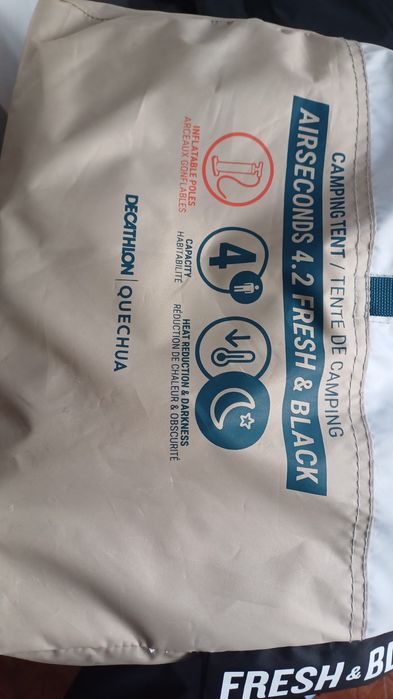 CAMPING TENT / TENTE DE CAMPING
AIRSECONDS 4.2 FRESH & BLACK
INFLATABLE POLES
ARCEAUX GONFLABLES
4
CAPACITY
HABITABILITÉ
HEAT REDUCTION & DARKNESS
RÉDUCTION DE CHALEUR & OBSCURITÉ
DECATHLON | QUECHUA
FRESH & BL